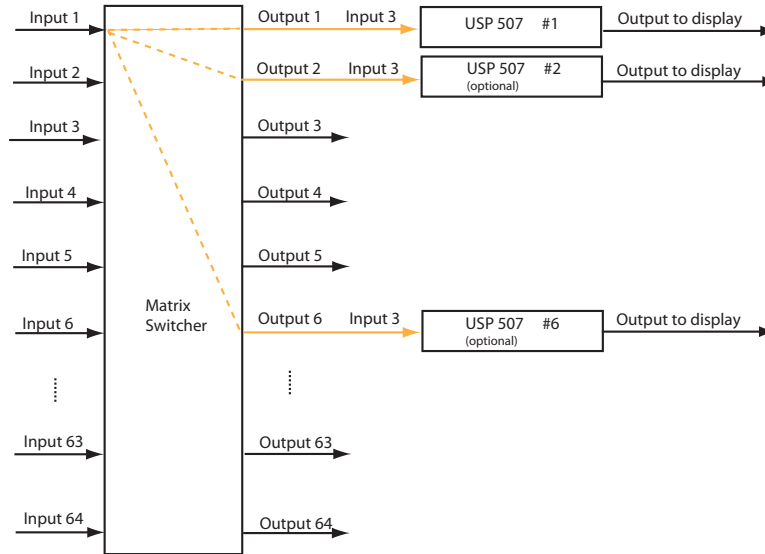 Input 1
Output 1
Input 3
USP 507 #1
Output to display
Input 2
Output 2
Input 3
USP 507 #2
(optional)
Output to display
Input 3
Output 3
Input 4
Output 4
Input 5
Output 5
Matrix
Switcher
Input 6
Output 6
Input 3
USP 507 #6
(optional)
Output to display
Input 63
Output 63
Input 64
Output 64